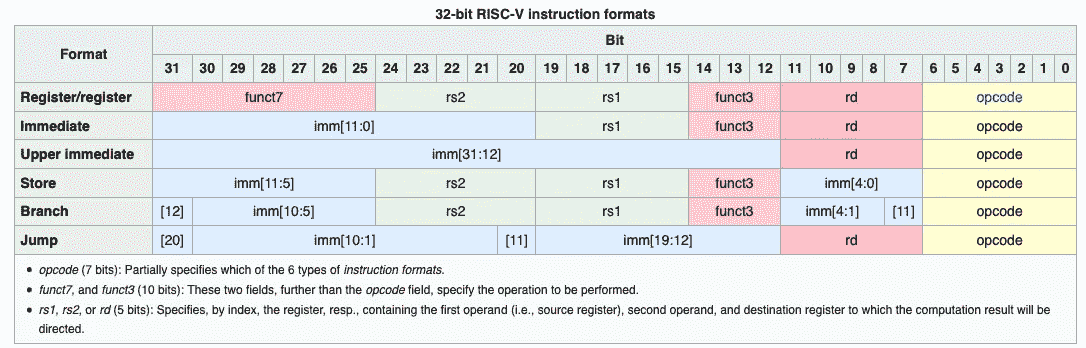 32-bit RISC-V instruction formats
Format Bit
31 30 29 28 27 26 25 24 23 22 21 20 19 18 17 16 15 14 13 12 11 10 9 8 7 6 5 4 3 2 1 0
Register/register funct7 rs2 rs1 funct3 rd opcode
Immediate imm[11:0] rs1 funct3 rd opcode
Upper immediate imm[31:12] rd opcode
Store imm[11:5] rs2 rs1 funct3 imm[4:0] opcode
Branch [12] imm[10:5] rs2 rs1 funct3 imm[4:1] [11] opcode
Jump [20] imm[10:1] [11] imm[19:12] rd opcode
• opcode (7 bits): Partially specifies which of the 6 types of instruction formats.
• funct7, and funct3 (10 bits): These two fields, further than the opcode field, specify the operation to be performed.
• rs1, rs2, or rd (5 bits): Specifies, by index, the register, resp., containing the first operand (i.e., source register), second operand, and destination register to which the computation result will be
directed.